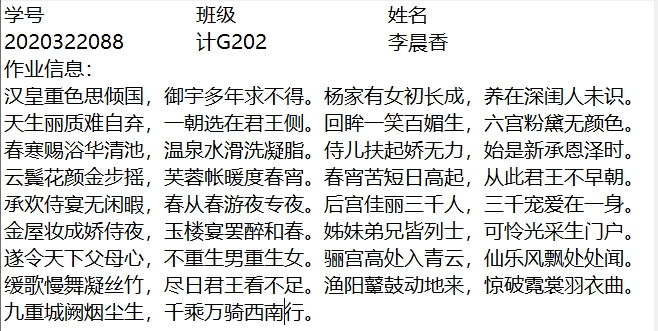 学号 班级 姓名
2020322088 计G202 李晨香
作业信息：
汉皇重色思倾国，御宇多年求不得。杨家有女初长成，养在深闺人未识。
天生丽质难自弃，一朝选在君王侧。回眸一笑百媚生，六宫粉黛无颜色。
春寒赐浴华清池，温泉水滑洗凝脂。侍儿扶起娇无力，始是新承恩泽时。
云鬓花颜金步摇，芙蓉帐暖度春宵。春宵苦短日高起，从此君王不早朝。
承欢侍宴无闲暇，春从春游夜专夜。后宫佳丽三千人，三千宠爱在一身。
金屋妆成娇侍夜，玉楼宴罢醉和春。姊妹弟兄皆列士，可怜光采生门户。
遂令天下父母心，不重生男重生女。骊宫高处入青云，仙乐风飘处处闻。
缓歌慢舞凝丝竹，尽日君王看不足。渔阳鼙鼓动地来，惊破霓裳羽衣曲。
九重城阙烟尘生，千乘万骑西南行。